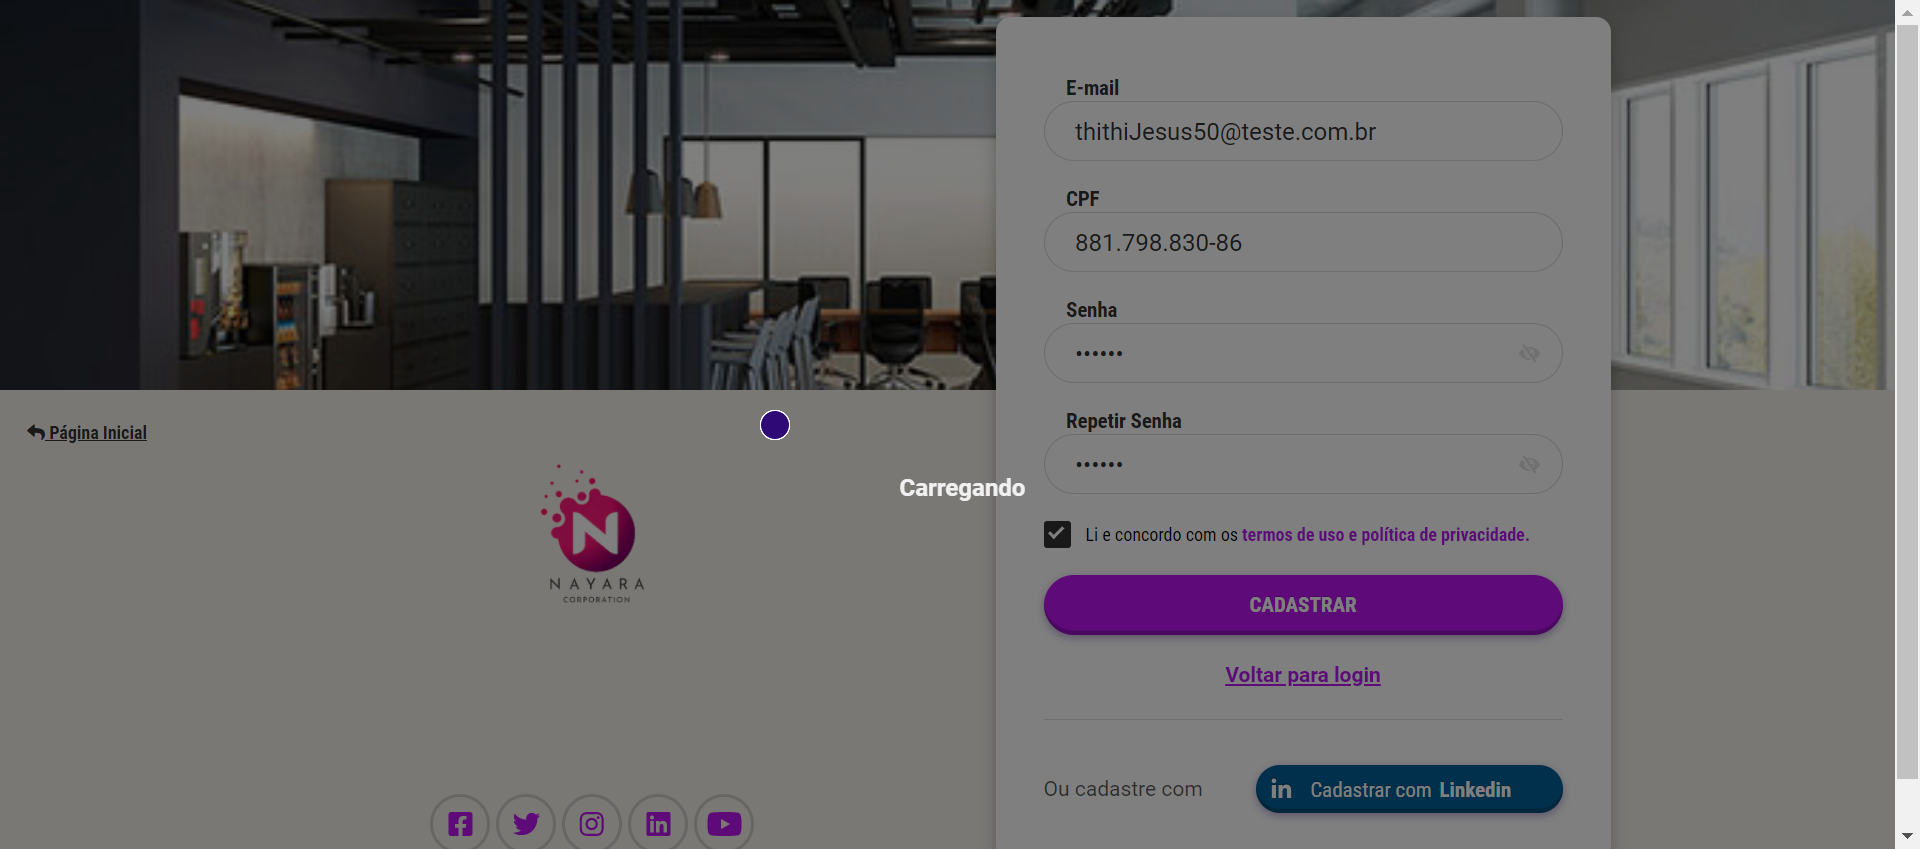 E-mail
thithiJesus50@teste.com.br
CPF
881.798.830-86
Senha
••••••
Repetir Senha
••••••
Li e concordo com os termos de uso e política de privacidade.
CADASTRAR
Voltar para login
Ou cadastre com
in Cadastrar com Linkedin
Página Inicial
Carregando
N
NAYARA
CORPORATION